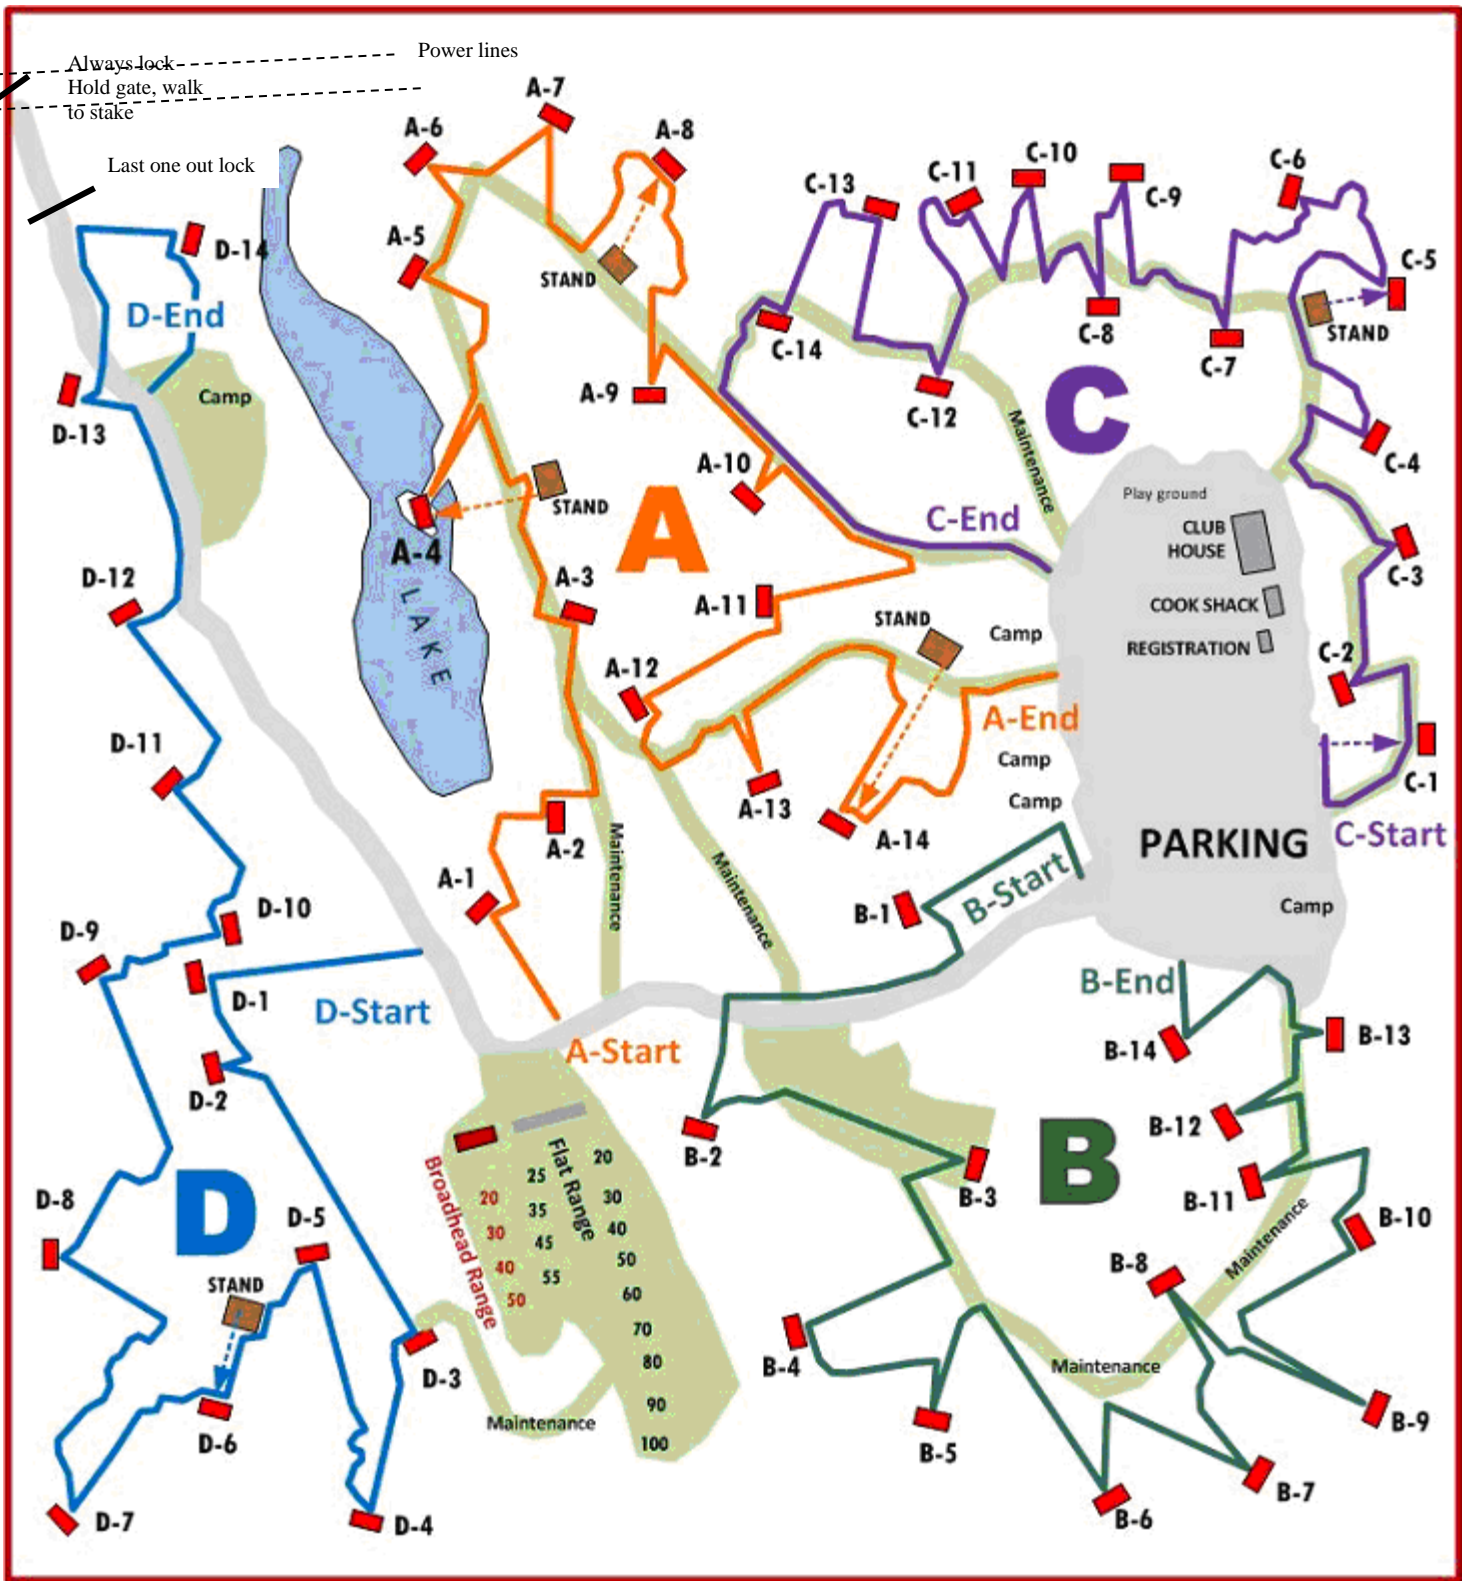 Power lines
Always lock
Hold gate, walk
to stake
Last one out lock
A-7
A-6
A-8
A-5
STAND
A-9
A-10
STAND
A-4
LAKE
A
A-3
A-11
A-12
STAND
A-End
A-13
A-14
A-2
A-1
A-Start
Maintenance
Maintenance
C-13
C-11
C-10
C-9
C-6
C-5
STAND
C-14
C-12
C-8
C-7
C
C-4
Maintenance
C-End
C-3
C-2
C-1
C-Start
Play ground
CLUB
HOUSE
COOK SHACK
REGISTRATION
Camp
Camp
Camp
PARKING
Camp
D-14
D-End
Camp
D-13
D-12
D-11
D-10
D-9
D-1
D-Start
D-2
D-8
D
D-5
STAND
D-3
D-6
D-7
D-4
Broadhead Range
20
30
40
50
Flat Range
25
35
45
55
20
30
40
50
60
70
80
90
100
Maintenance
B-1
B-Start
B-End
B-14
B-13
B-2
B-12
B
B-3
B-11
B-10
Maintenance
B-8
B-4
Maintenance
B-9
B-5
B-7
B-6